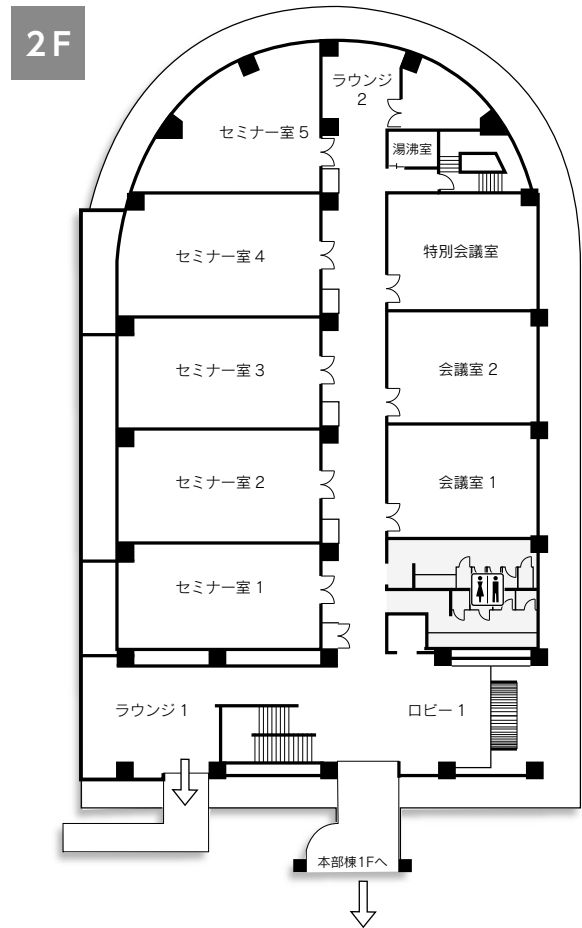 2F
ラウンジ
2
セミナー室5
湯沸室
セミナー室4
特別会議室
セミナー室3
会議室2
セミナー室2
会議室1
セミナー室1
ラウンジ1
ロビー1
本部棟1Fへ